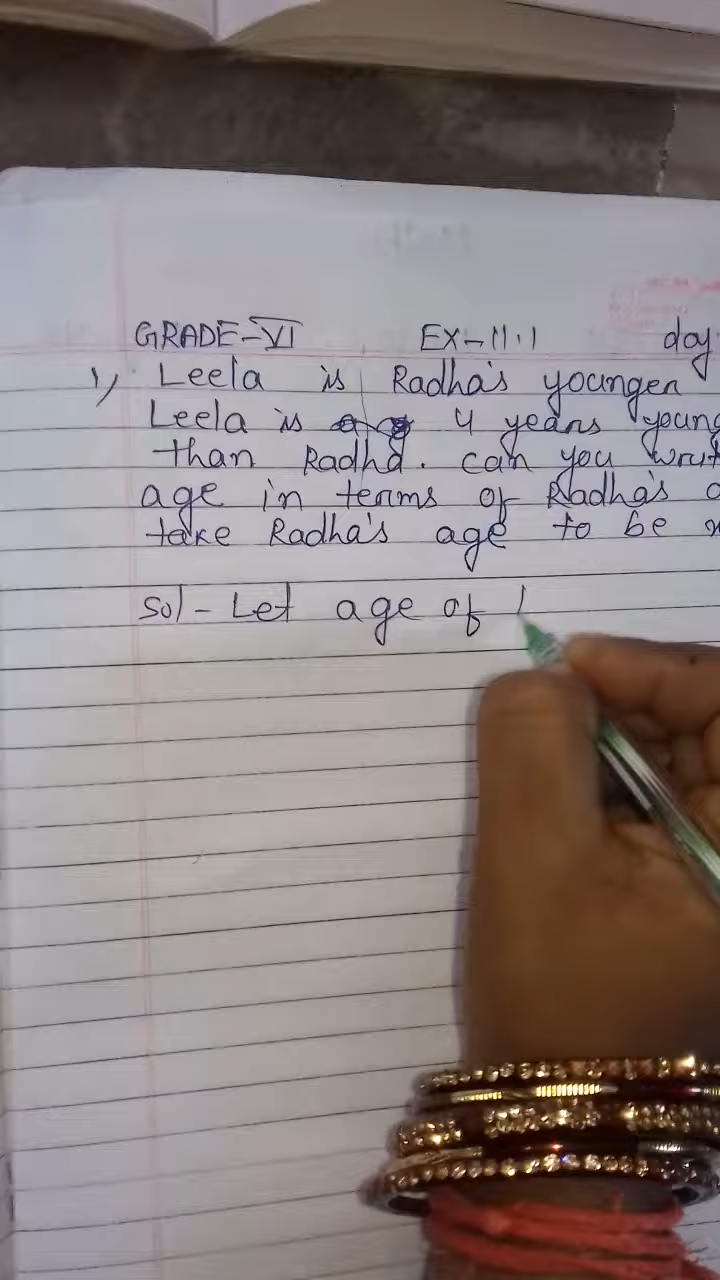 GRADE-VI EX-11.1 day
1) Leela is Radha's younger
Leela is 4 years young
than Radha. can you writ
age in terms of Radha's a
take Radha's age to be x
sol- Let age of